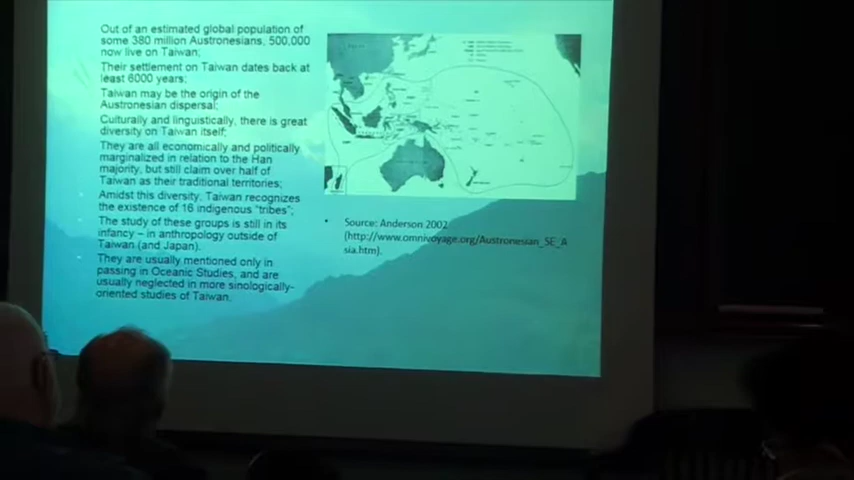 Out of an estimated global population of
some 380 million Austronesians, 500,000
now live on Taiwan;
Their settlement on Taiwan dates back at
least 6000 years;
Taiwan may be the origin of the
Austronesian dispersal;
Culturally and linguistically, there is great
diversity on Taiwan itself;
They are all economically and politically
marginalized in relation to the Han
majority, but still claim over half of
Taiwan as their traditional territories;
Amidst this diversity, Taiwan recognizes
the existence of 16 indigenous "tribes";
The study of these groups is still in its
infancy – in anthropology outside of
Taiwan (and Japan).
They are usually mentioned only in
passing in Oceanic Studies, and are
usually neglected in more sinologically-
oriented studies of Taiwan.
• Source: Anderson 2002
(http://www.omnivoyage.org/Austronesian_SE_A
sia.htm).